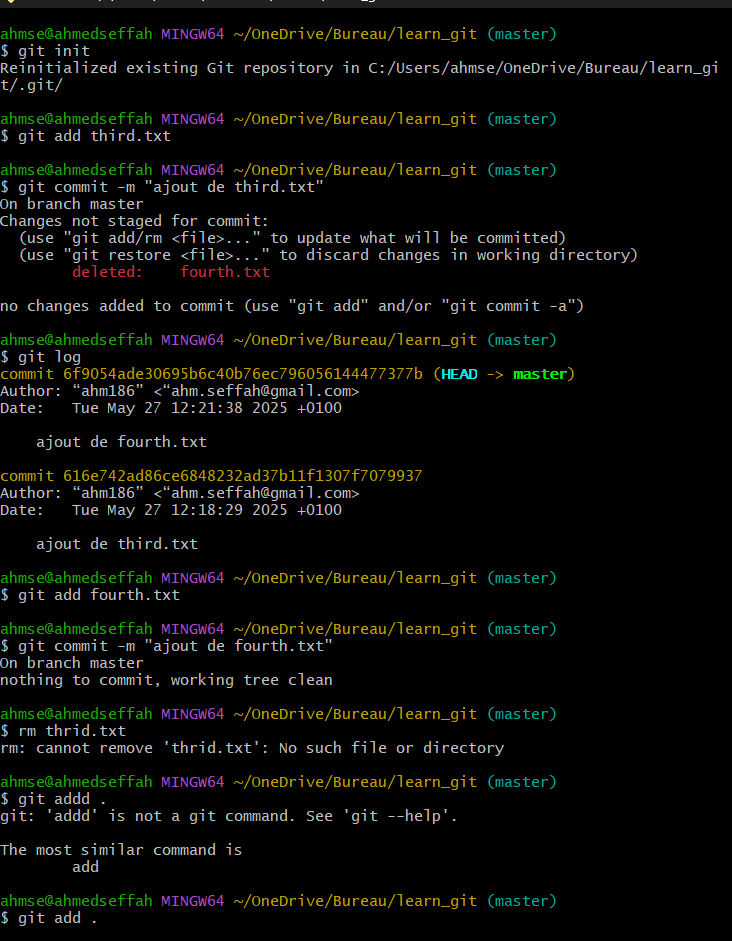 ahmse@ahmedseffah MINGW64 ~/OneDrive/Bureau/learn_git (master)
$ git init
Reinitialized existing Git repository in C:/Users/ahmse/OneDrive/Bureau/learn_gi
t/.git/
ahmse@ahmedseffah MINGW64 ~/OneDrive/Bureau/learn_git (master)
$ git add third.txt
ahmse@ahmedseffah MINGW64 ~/OneDrive/Bureau/learn_git (master)
$ git commit -m "ajout de third.txt"
On branch master
Changes not staged for commit:
  (use "git add/rm <file>..." to update what will be committed)
  (use "git restore <file>..." to discard changes in working directory)
        deleted:    fourth.txt
no changes added to commit (use "git add" and/or "git commit -a")
ahmse@ahmedseffah MINGW64 ~/OneDrive/Bureau/learn_git (master)
$ git log
commit 6f9054ade30695b6c40b76ec796056144477377b (HEAD -> master)
Author: “ahm186” <“ahm.seffah@gmail.com>
Date:   Tue May 27 12:21:38 2025 +0100
    ajout de fourth.txt
commit 616e742ad86ce6848232ad37b11f1307f7079937
Author: “ahm186” <“ahm.seffah@gmail.com>
Date:   Tue May 27 12:18:29 2025 +0100
    ajout de third.txt
ahmse@ahmedseffah MINGW64 ~/OneDrive/Bureau/learn_git (master)
$ git add fourth.txt
ahmse@ahmedseffah MINGW64 ~/OneDrive/Bureau/learn_git (master)
$ git commit -m "ajout de fourth.txt"
On branch master
nothing to commit, working tree clean
ahmse@ahmedseffah MINGW64 ~/OneDrive/Bureau/learn_git (master)
$ rm thrid.txt
rm: cannot remove 'thrid.txt': No such file or directory
ahmse@ahmedseffah MINGW64 ~/OneDrive/Bureau/learn_git (master)
$ git addd .
git: 'addd' is not a git command. See 'git --help'.
The most similar command is
        add
ahmse@ahmedseffah MINGW64 ~/OneDrive/Bureau/learn_git (master)
$ git add .